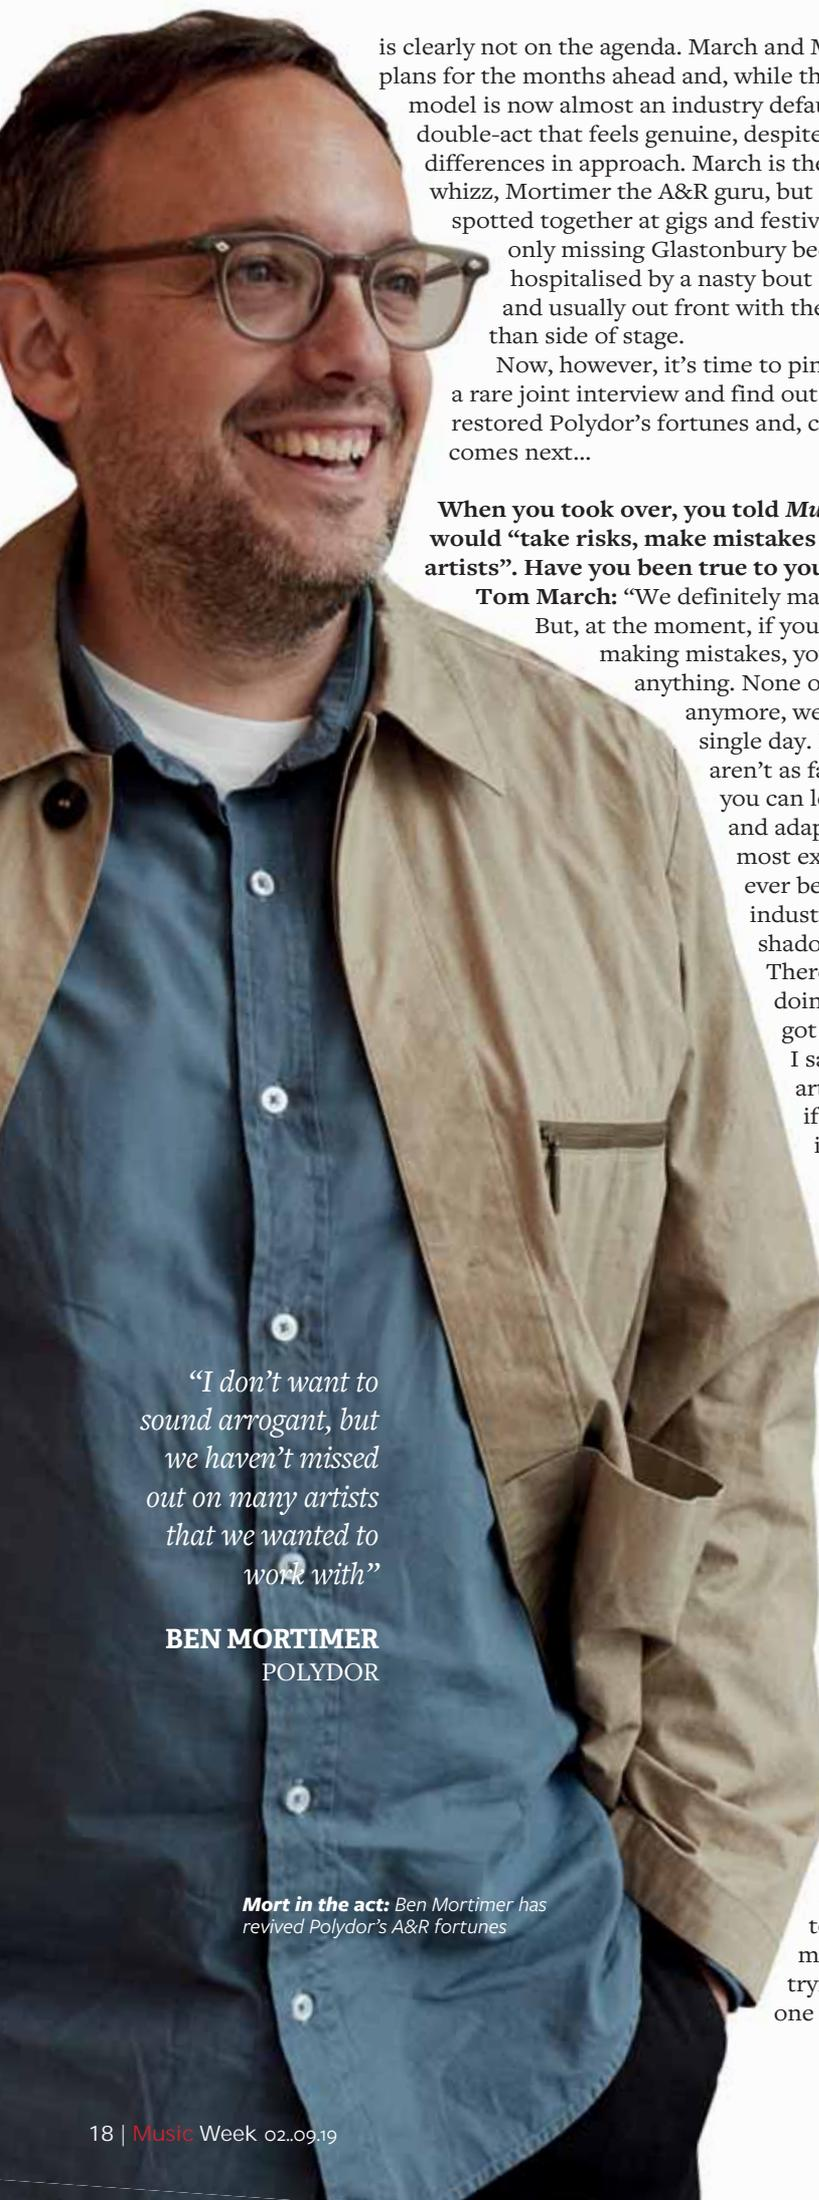 is clearly not on the agenda. March and M
plans for the months ahead and, while th
model is now almost an industry defau
double-act that feels genuine, despite
differences in approach. March is the
whizz, Mortimer the A&R guru, but
spotted together at gigs and festiv
only missing Glastonbury bec
hospitalised by a nasty bout
and usually out front with the
than side of stage.
Now, however, it’s time to pin
a rare joint interview and find out
restored Polydor’s fortunes and, c
comes next...
When you took over, you told Mu
would “take risks, make mistakes
artists”. Have you been true to you
Tom March: “We definitely ma
But, at the moment, if you
making mistakes, yo
anything. None o
anymore, we
single day.
aren’t as fa
you can le
and adap
most ex
ever be
indust
shado
There
doin
got
I sa
art
if
i
“I don’t want to
sound arrogant, but
we haven’t missed
out on many artists
that we wanted to
work with”
BEN MORTIMER
POLYDOR
Mort in the act: Ben Mortimer has
revived Polydor’s A&R fortunes
t
m
try
one
18 | Music Week 02..09.19